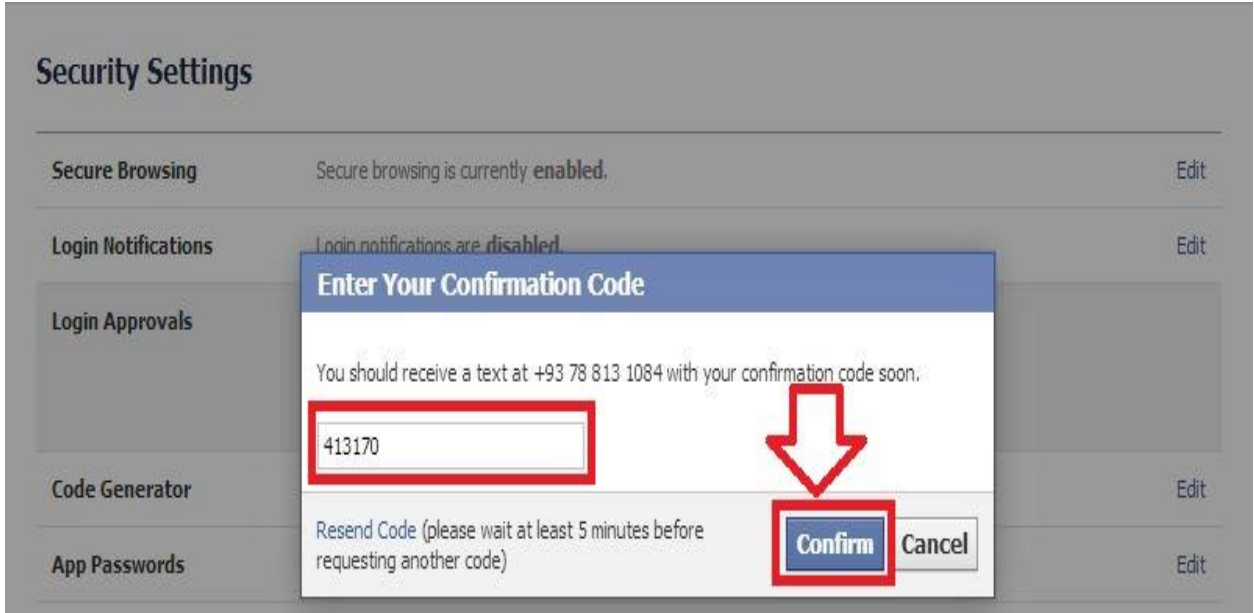 Security Settings
Secure Browsing Secure browsing is currently enabled. Edit
Login Notifications Login notifications are disabled. Edit
Enter Your Confirmation Code
Login Approvals
You should receive a text at +93 78 813 1084 with your confirmation code soon.
413170
Code Generator Edit
Resend Code (please wait at least 5 minutes before
requesting another code)
Confirm Cancel
App Passwords Edit